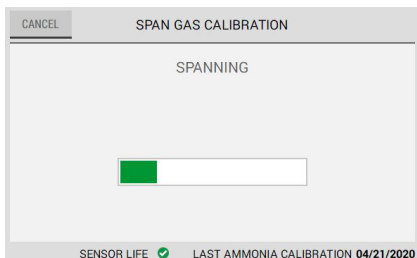 CANCEL SPAN GAS CALIBRATION
SPANNING
SENSOR LIFE LAST AMMONIA CALIBRATION 04/21/2020